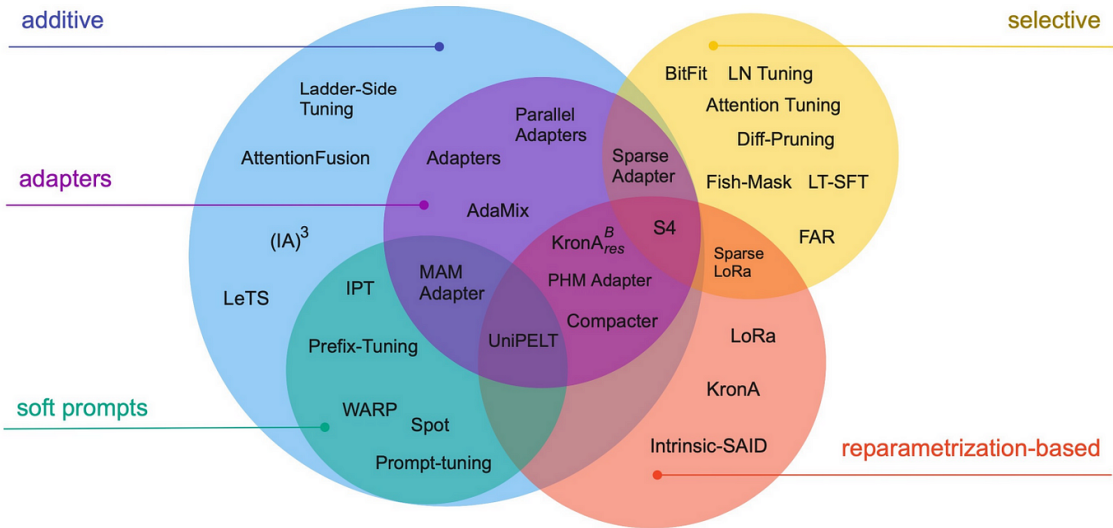 additive
selective
BitFit LN Tuning
Ladder-Side
Tuning
Attention Tuning
Parallel
Adapters
Diff-Pruning
AttentionFusion
Adapters
Sparse
Adapter
adapters
Fish-Mask LT-SFT
AdaMix
(IA)³
KronA^B_res
S4
FAR
Sparse
LoRa
MAM
Adapter
IPT
PHM Adapter
LeTS
Compacter
Prefix-Tuning
UniPELT
LoRa
KronA
soft prompts
WARP
Spot
Intrinsic-SAID
reparametrization-based
Prompt-tuning